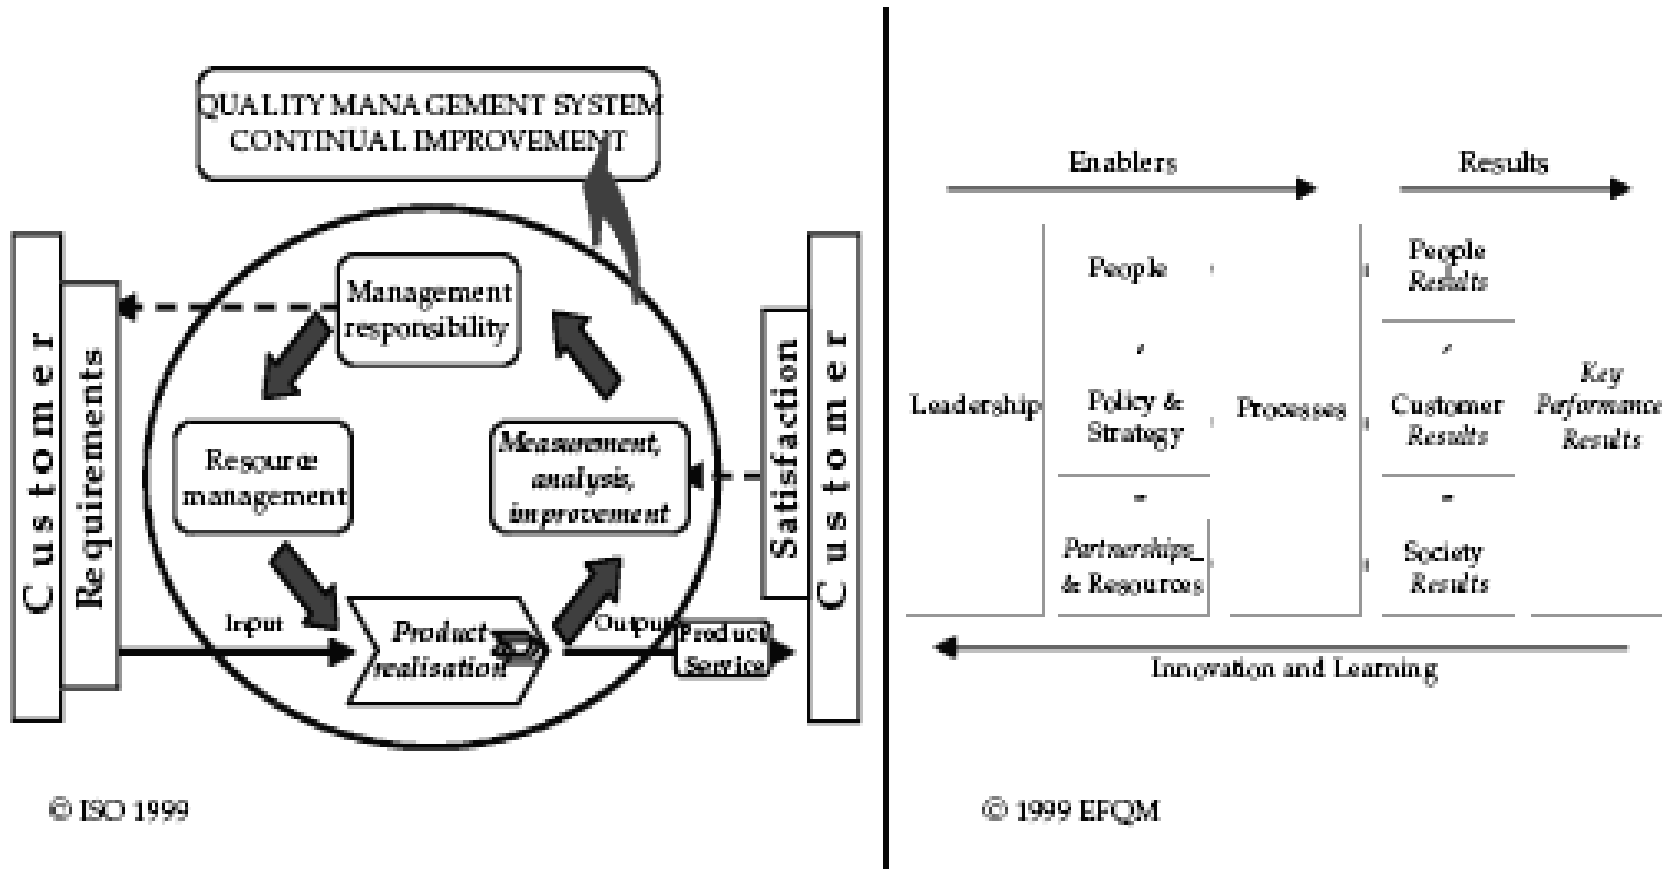 QUALITY MANAGEMENT SYSTEM
CONTINUAL IMPROVEMENT
Customer
Requirements
Management
responsibility
Resource
management
Measurement,
analysis,
improvement
Input
Product
realisation
Output
Product
Service
Satisfaction
Customer
© ISO 1999
Enablers
Results
Leadership
People
Policy &
Strategy
Partnerships
& Resources
Processes
People
Results
Customer
Results
Society
Results
Key
Performance
Results
Innovation and Learning
© 1999 EFQM